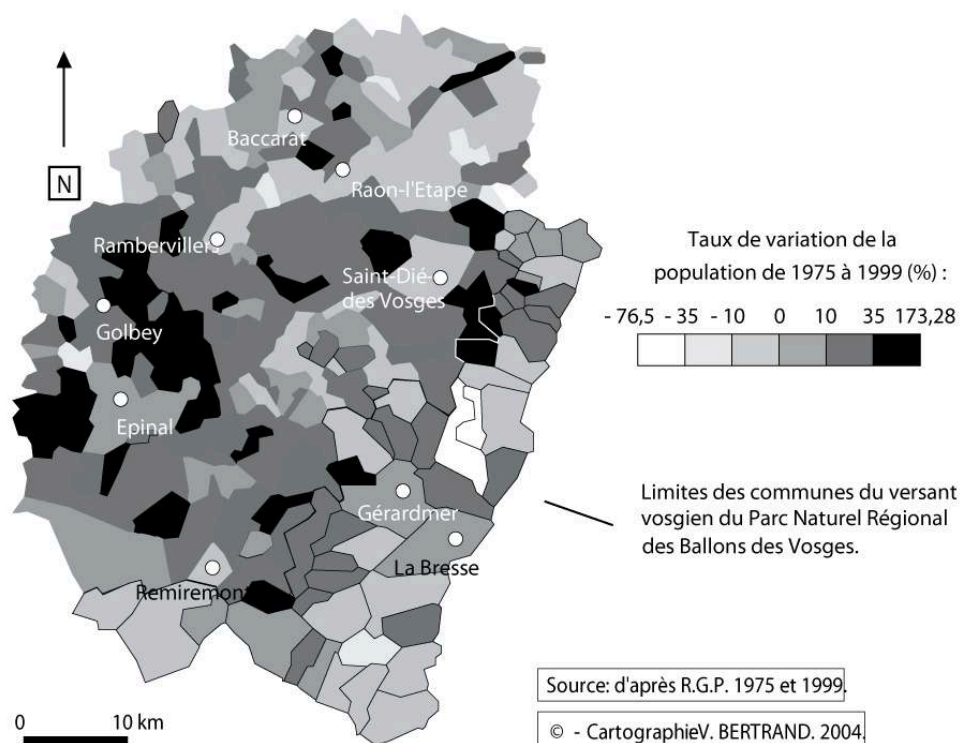 N
Baccarat
Raon-l'Etape
Rambervillers
Saint-Dié-
des Vosges
Golbey
Epinal
Gérardmer
La Bresse
Remiremont
0 10 km
Taux de variation de la
population de 1975 à 1999 (%) :
- 76,5 - 35 - 10 0 10 35 173,28
Limites des communes du versant
vosgien du Parc Naturel Régional
des Ballons des Vosges.
Source: d'après R.G.P. 1975 et 1999.
© - CartographieV. BERTRAND. 2004.